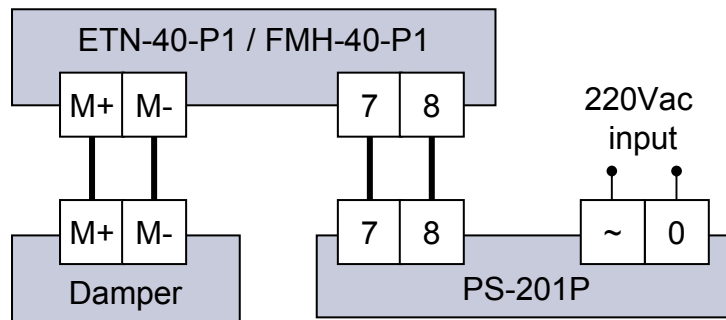 ETN-40-P1 / FMH-40-P1
M+ M- 7 8
220Vac
input
M+ M- 7 8 ~ 0
Damper
PS-201P